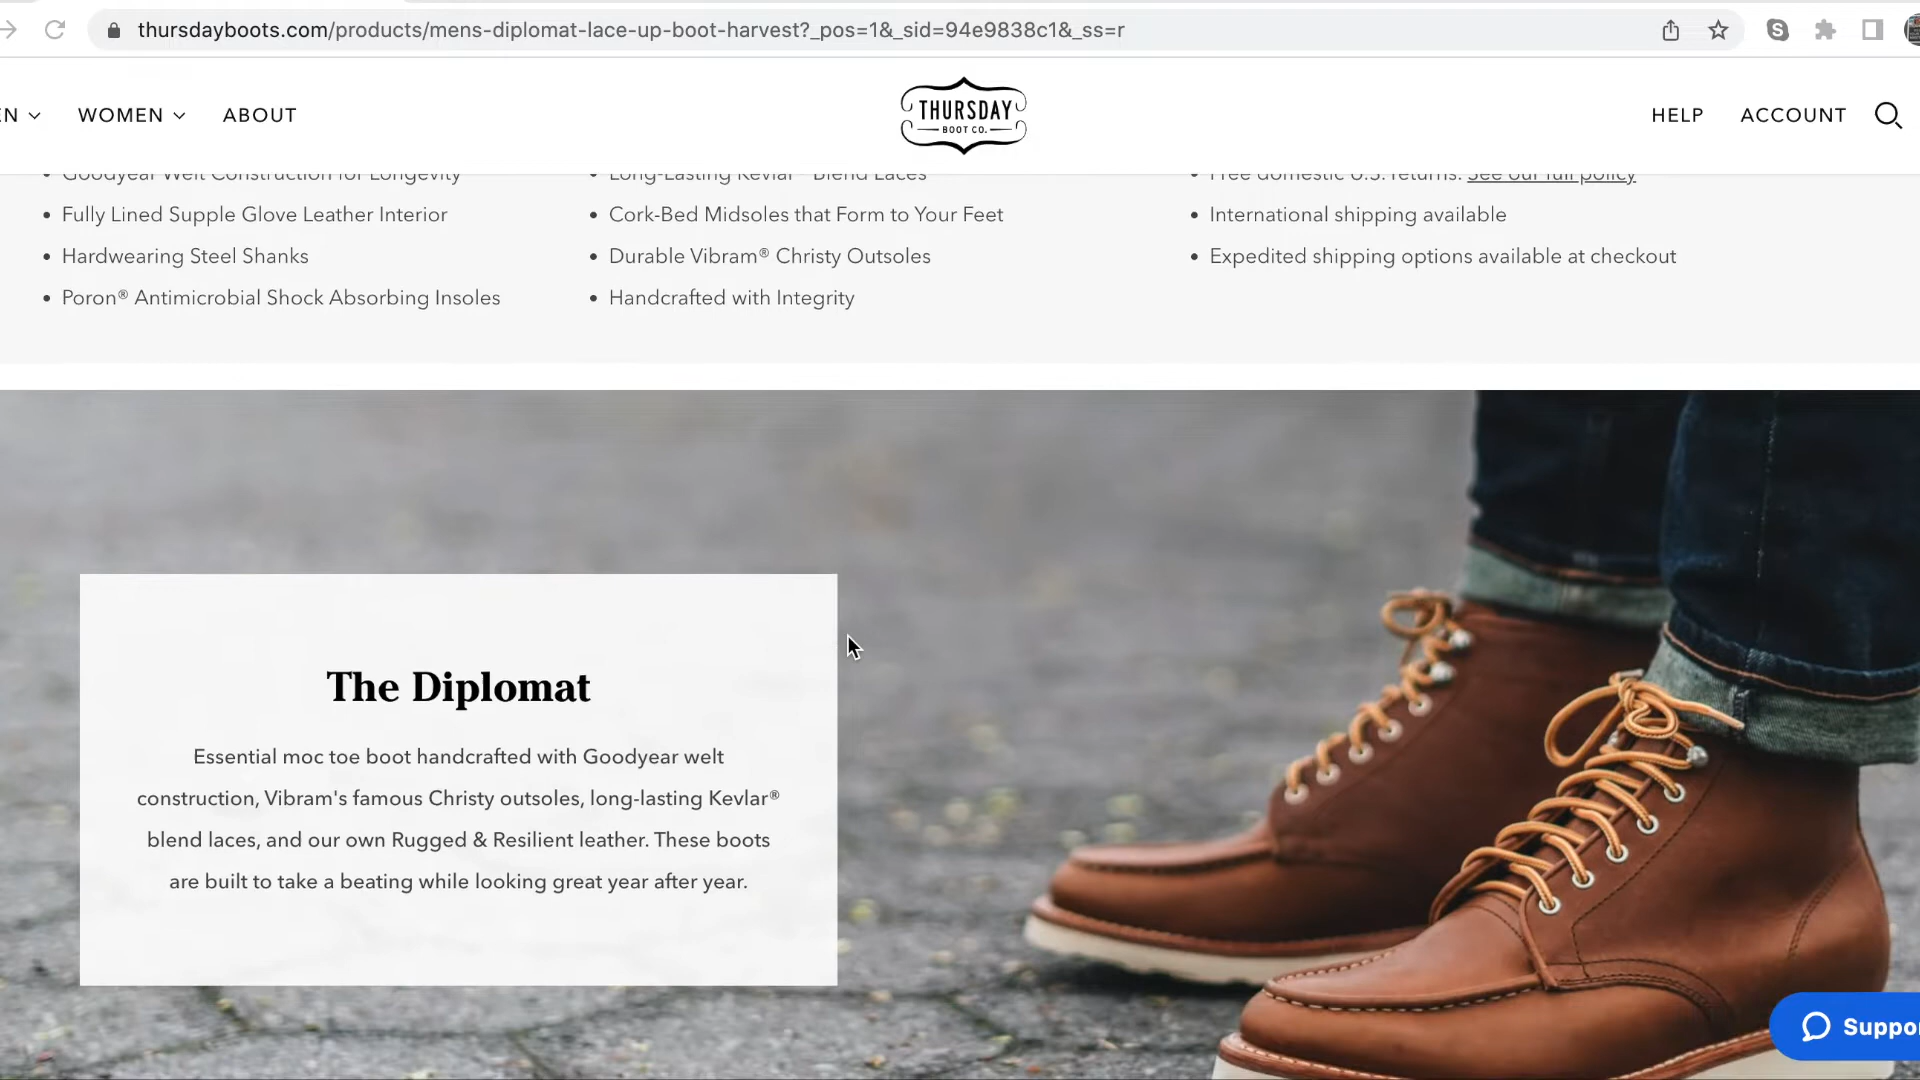 thursdayboots.com/products/mens-diplomat-lace-up-boot-harvest?_pos=1&_sid=94e9838c1&_ss=r
EN WOMEN ABOUT
THURSDAY
BOOT CO.
HELP ACCOUNT
Goodyear Welt Construction for Longevity
• Fully Lined Supple Glove Leather Interior
• Hardwearing Steel Shanks
• Poron® Antimicrobial Shock Absorbing Insoles
Long-Lasting Kevlar® Blend Laces
• Cork-Bed Midsoles that Form to Your Feet
• Durable Vibram® Christy Outsoles
• Handcrafted with Integrity
Free domestic U.S. returns. See our full policy
• International shipping available
• Expedited shipping options available at checkout
The Diplomat
Essential moc toe boot handcrafted with Goodyear welt
construction, Vibram's famous Christy outsoles, long-lasting Kevlar®
blend laces, and our own Rugged & Resilient leather. These boots
are built to take a beating while looking great year after year.
Suppo